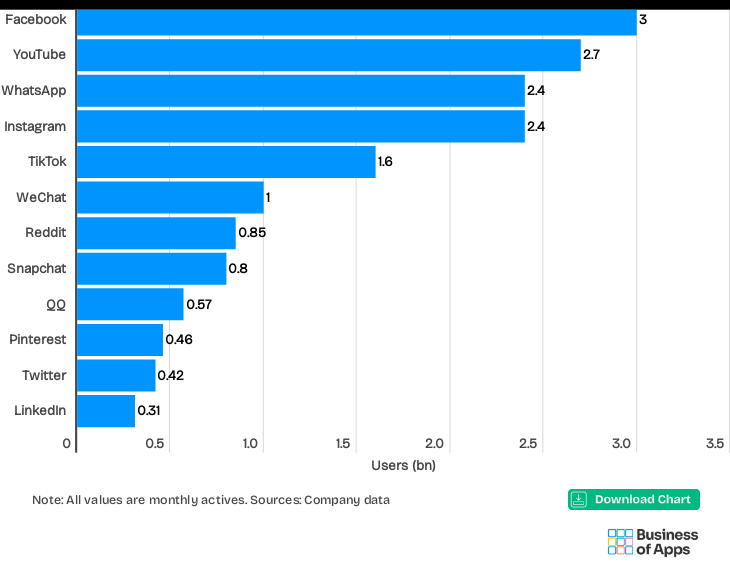 Facebook 3
YouTube 2.7
WhatsApp 2.4
Instagram 2.4
TikTok 1.6
WeChat 1
Reddit 0.85
Snapchat 0.8
QQ 0.57
Pinterest 0.46
Twitter 0.42
LinkedIn 0.31
0 0.5 1.0 1.5 2.0 2.5 3.0 3.5
Users (bn)
Note: All values are monthly actives. Sources: Company data
Download Chart
Business
of Apps